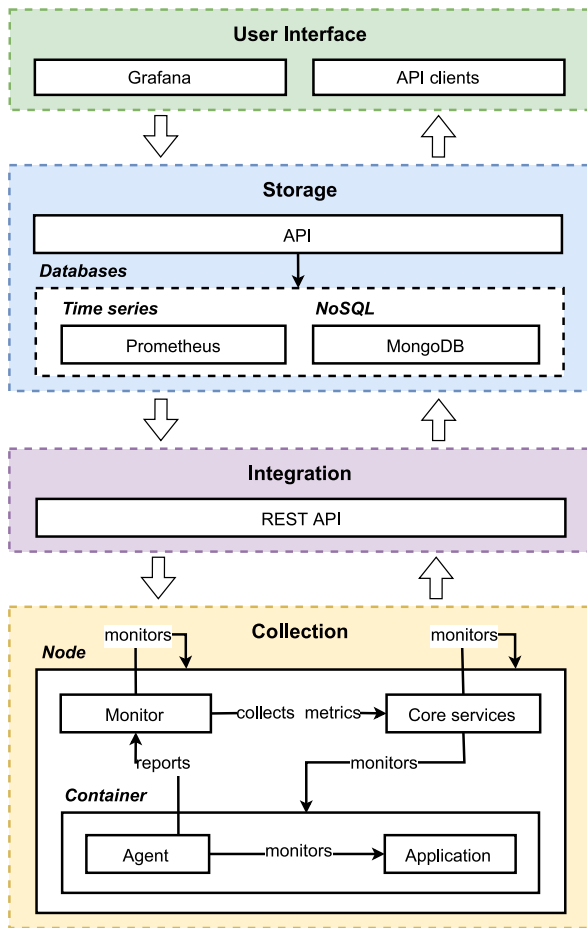 User Interface
Grafana
API clients
Storage
API
Databases
Time series
NoSQL
Prometheus
MongoDB
Integration
REST API
Collection
monitors
monitors
Node
Monitor
collects metrics
Core services
reports
monitors
Container
Agent
monitors
Application